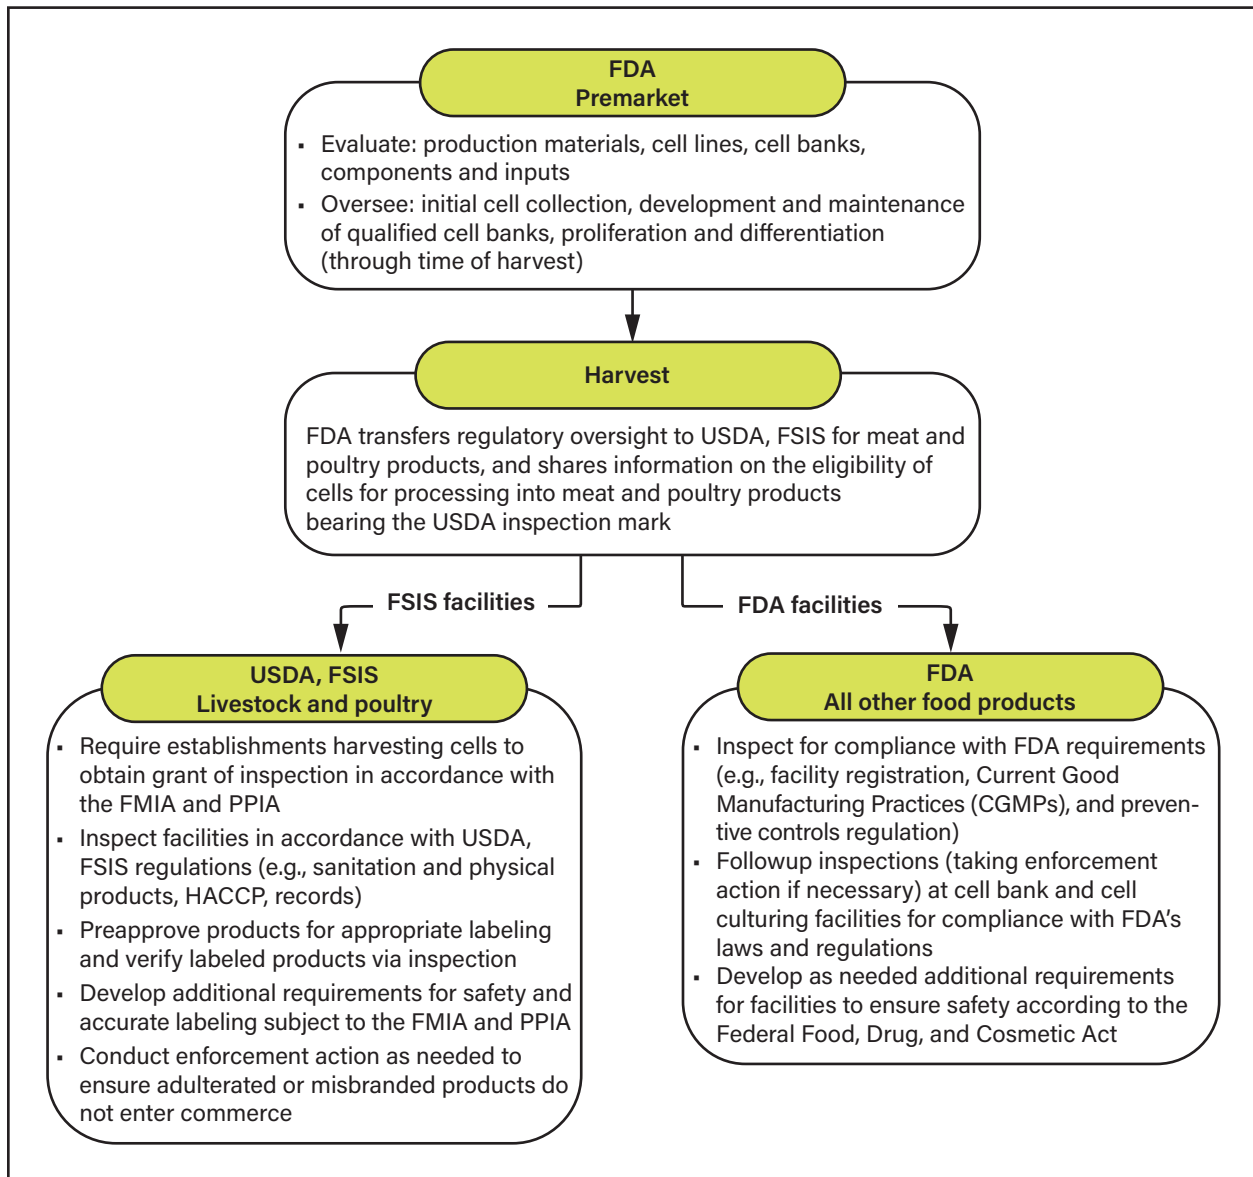 FDA
Premarket
▪ Evaluate: production materials, cell lines, cell banks,
components and inputs
▪ Oversee: initial cell collection, development and maintenance
of qualified cell banks, proliferation and differentiation
(through time of harvest)
Harvest
FDA transfers regulatory oversight to USDA, FSIS for meat and
poultry products, and shares information on the eligibility of
cells for processing into meat and poultry products
bearing the USDA inspection mark
FSIS facilities
FDA facilities
USDA, FSIS
Livestock and poultry
▪ Require establishments harvesting cells to
obtain grant of inspection in accordance with
the FMIA and PPIA
▪ Inspect facilities in accordance with USDA,
FSIS regulations (e.g., sanitation and physical
products, HACCP, records)
▪ Preapprove products for appropriate labeling
and verify labeled products via inspection
▪ Develop additional requirements for safety and
accurate labeling subject to the FMIA and PPIA
▪ Conduct enforcement action as needed to
ensure adulterated or misbranded products do
not enter commerce
FDA
All other food products
▪ Inspect for compliance with FDA requirements
(e.g., facility registration, Current Good
Manufacturing Practices (CGMPs), and preven-
tive controls regulation)
▪ Followup inspections (taking enforcement
action if necessary) at cell bank and cell
culturing facilities for compliance with FDA’s
laws and regulations
▪ Develop as needed additional requirements
for facilities to ensure safety according to the
Federal Food, Drug, and Cosmetic Act